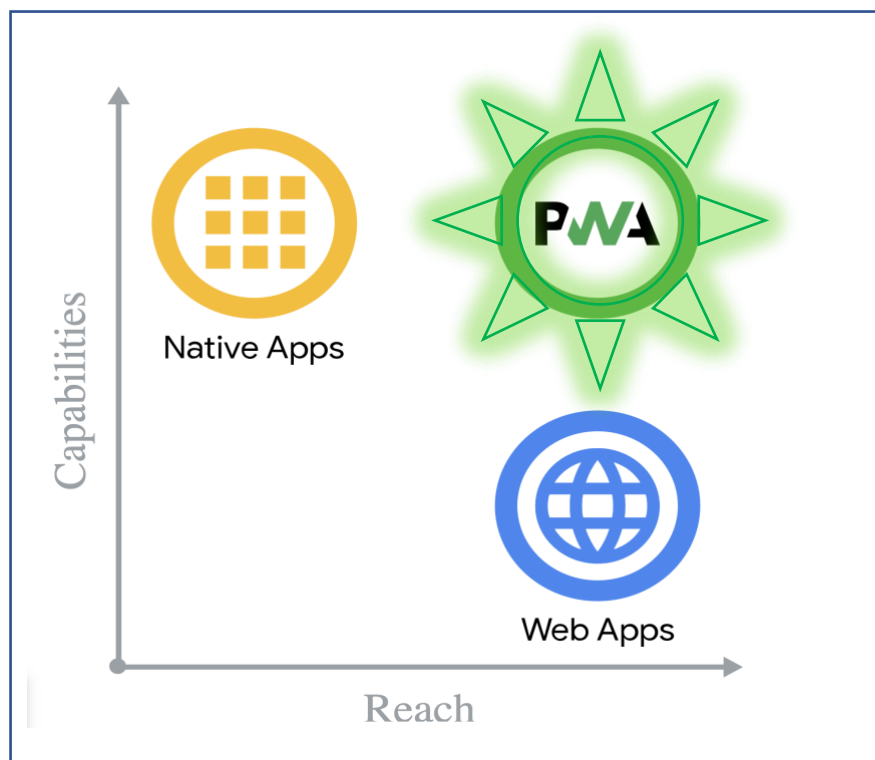 PWA
Native Apps
Capabilities
Web Apps
Reach